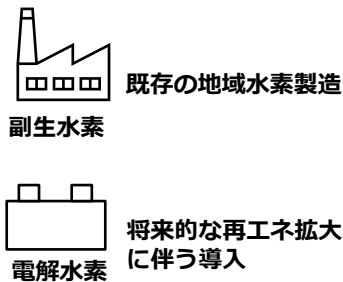 既存の地域水素製造
副生水素
将来的な再エネ拡大
に伴う導入
電解水素